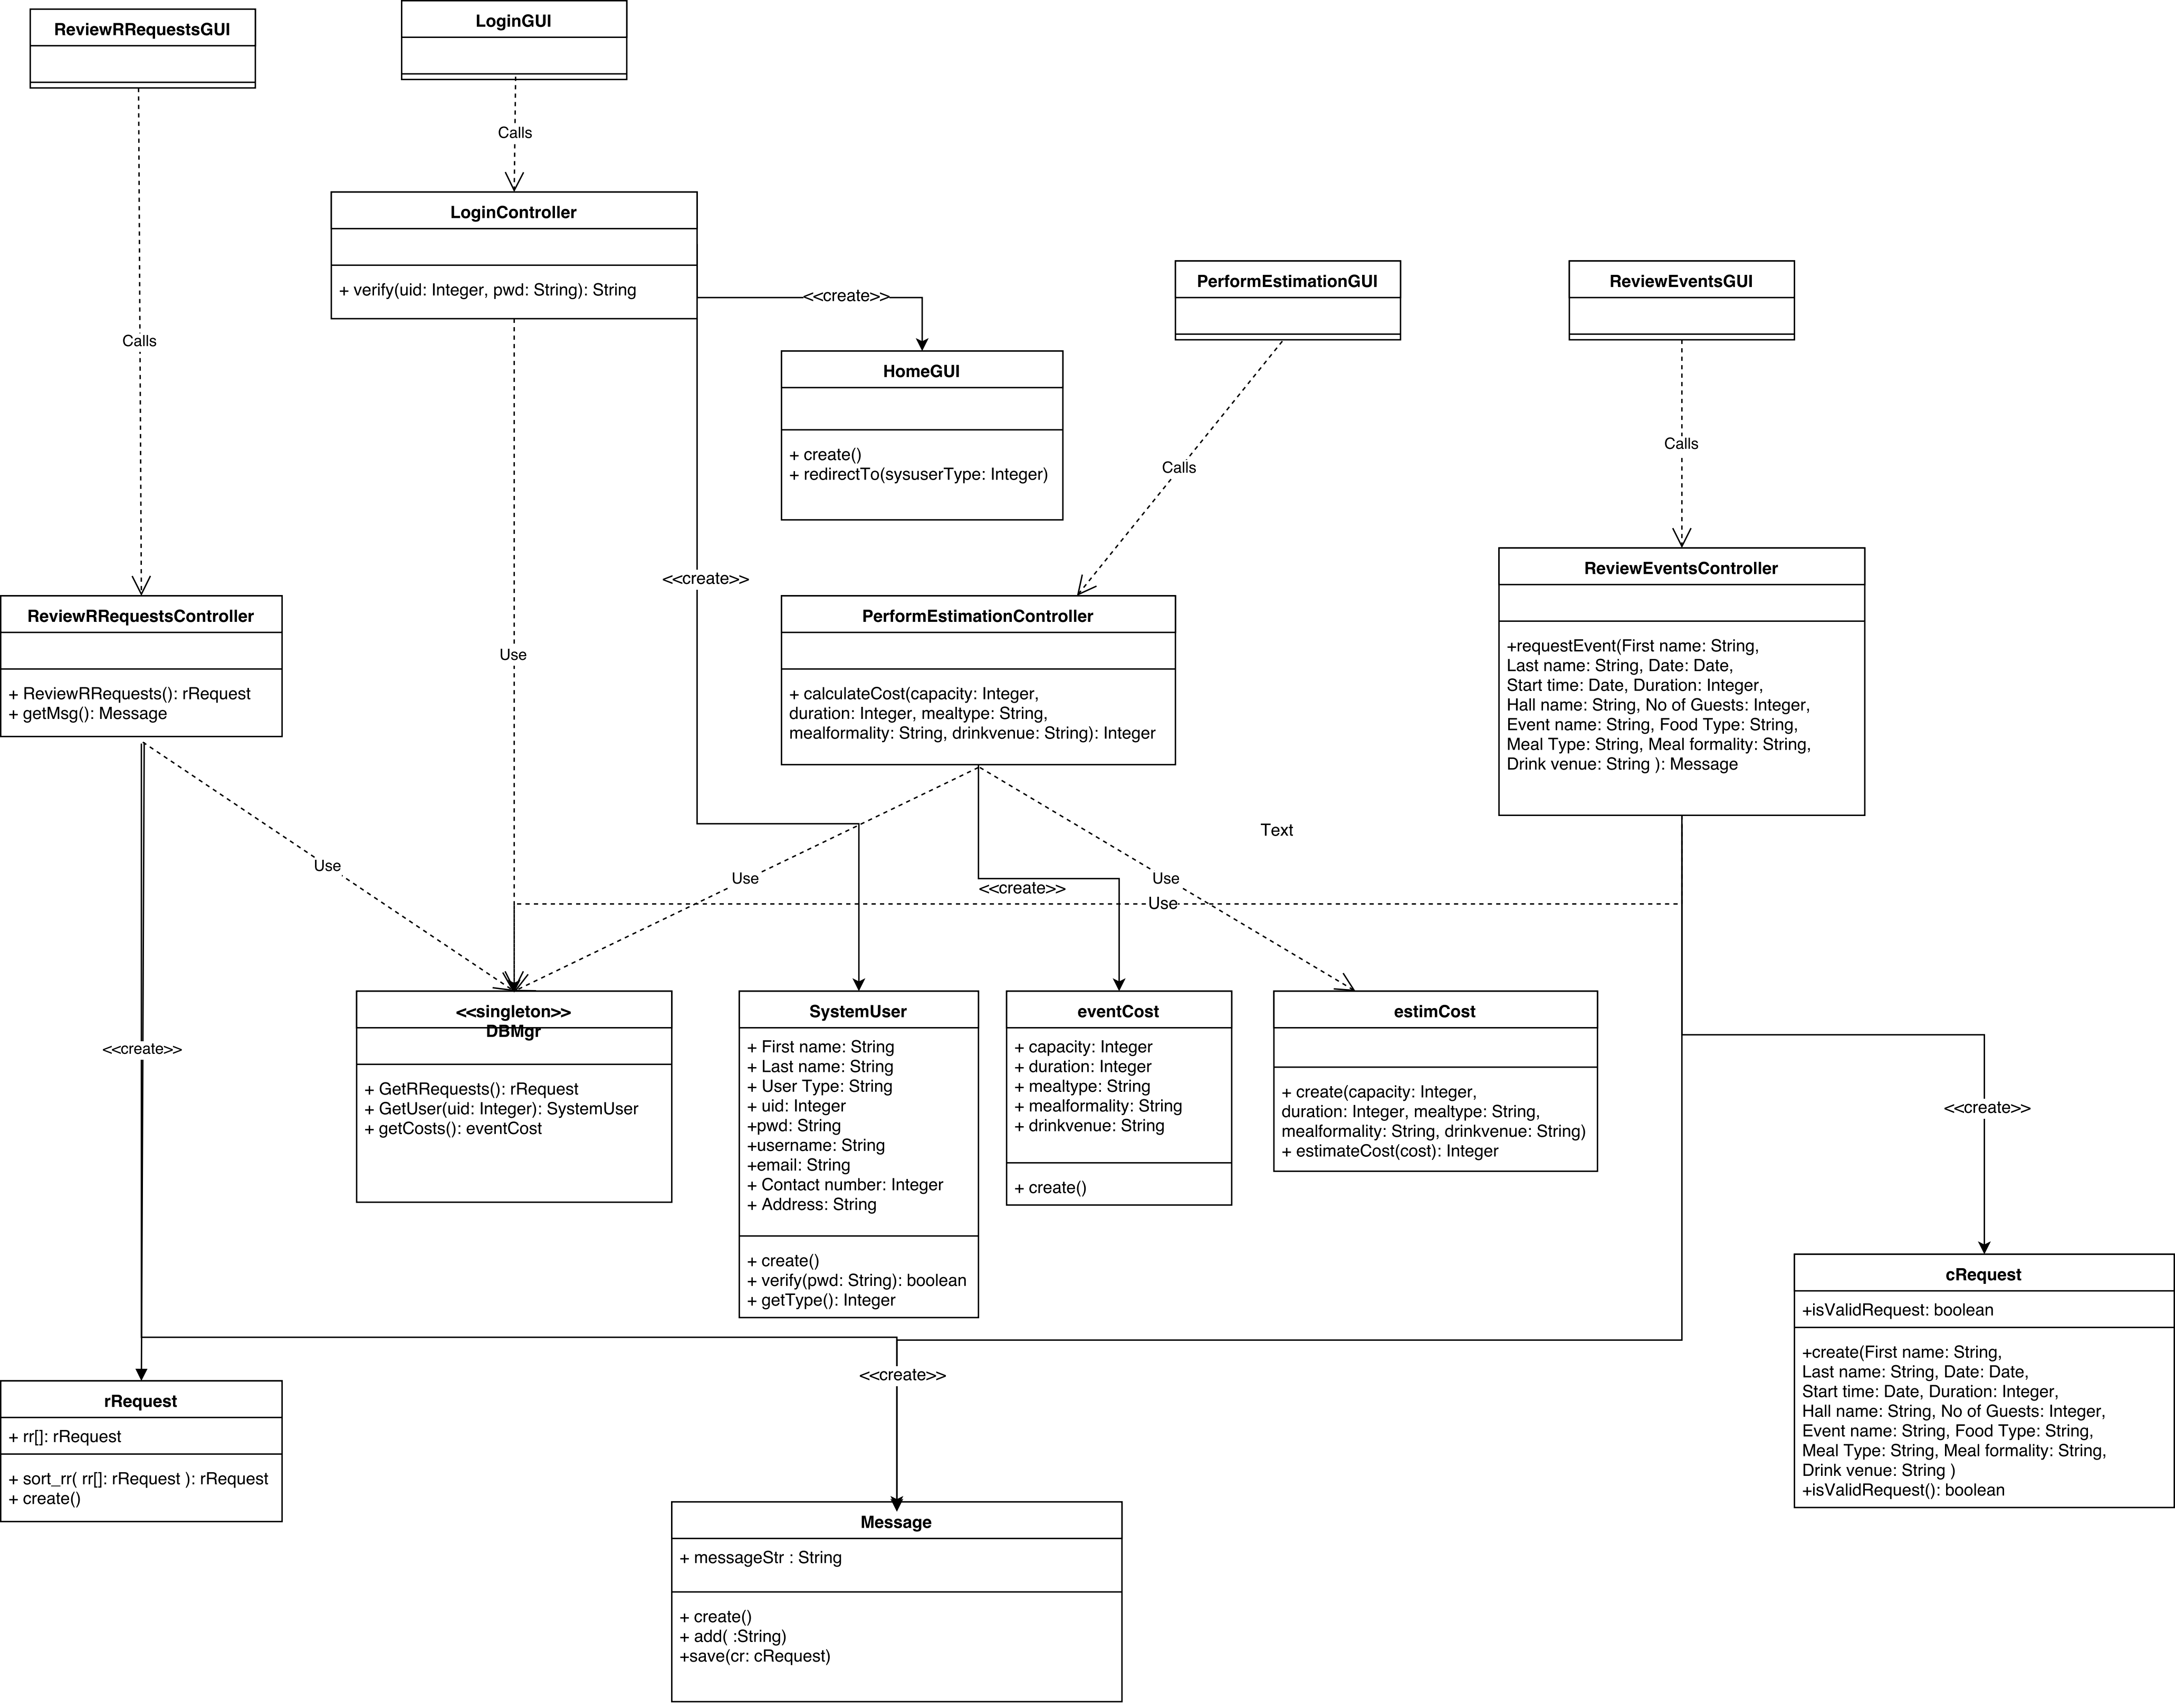 ReviewRRequestsGUI
LoginGUI
Calls
LoginController
+ verify(uid: Integer, pwd: String): String
<<create>>
PerformEstimationGUI
ReviewEventsGUI
Calls
HomeGUI
+ create()
+ redirectTo(sysuserType: Integer)
Calls
Calls
<<create>>
ReviewRRequestsController
+ ReviewRRequests(): rRequest
+ getMsg(): Message
Use
PerformEstimationController
+ calculateCost(capacity: Integer,
duration: Integer, mealtype: String,
mealformality: String, drinkvenue: String): Integer
ReviewEventsController
+requestEvent(First name: String,
Last name: String, Date: Date,
Start time: Date, Duration: Integer,
Hall name: String, No of Guests: Integer,
Event name: String, Food Type: String,
Meal Type: String, Meal formality: String,
Drink venue: String ): Message
Text
Use
Use
<<create>>
Use
Use
<<create>>
<<singleton>>
DBMgr
+ GetRRequests(): rRequest
+ GetUser(uid: Integer): SystemUser
+ getCosts(): eventCost
SystemUser
+ First name: String
+ Last name: String
+ User Type: String
+ uid: Integer
+pwd: String
+username: String
+email: String
+ Contact number: Integer
+ Address: String
+ create()
+ verify(pwd: String): boolean
+ getType(): Integer
eventCost
+ capacity: Integer
+ duration: Integer
+ mealtype: String
+ mealformality: String
+ drinkvenue: String
+ create()
estimCost
+ create(capacity: Integer,
duration: Integer, mealtype: String,
mealformality: String, drinkvenue: String)
+ estimateCost(cost): Integer
<<create>>
cRequest
+isValidRequest: boolean
+create(First name: String,
Last name: String, Date: Date,
Start time: Date, Duration: Integer,
Hall name: String, No of Guests: Integer,
Event name: String, Food Type: String,
Meal Type: String, Meal formality: String,
Drink venue: String )
+isValidRequest(): boolean
<<create>>
rRequest
+ rr[]: rRequest
+ sort_rr( rr[]: rRequest ): rRequest
+ create()
Message
+ messageStr : String
+ create()
+ add( :String)
+save(cr: cRequest)